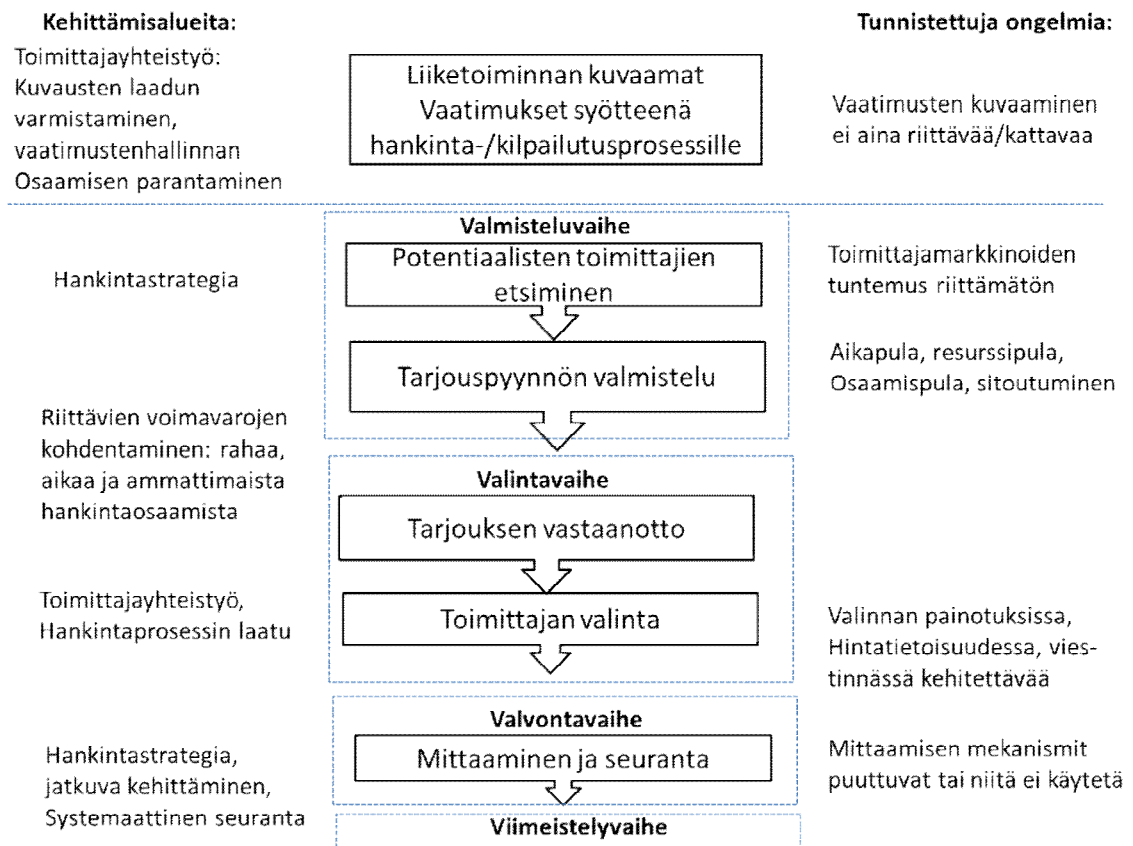 Kehittämisalueita:
Toimittajayhteistyö:
Kuvausten laadun
varmistaminen,
vaatimustenhallinnan
Osaamisen parantaminen
Liiketoiminnan kuvaamat
Vaatimukset syötteenä
hankinta-/kilpailutusprosessille
Tunnistettuja ongelmia:
Vaatimusten kuvaaminen
ei aina riittävää/kattavaa
Valmisteluvaihe
Hankintastrategia
Potentiaalisten toimittajien
etsiminen
Toimittajamarkkinoiden
tuntemus riittämätön
Tarjouspyynnön valmistelu
Aikapula, resurssipula,
Osaamispula, sitoutuminen
Riittävien voimavarojen
kohdentaminen: rahaa,
aikaa ja ammattimaista
hankintaosaamista
Valintavaihe
Tarjouksen vastaanotto
Toimittajayhteistyö,
Hankintaprosessin laatu
Toimittajan valinta
Valinnan painotuksissa,
Hintatietoisuudessa, vies-
tinnässä kehitettävää
Valvontavaihe
Hankintastrategia,
jatkuva kehittäminen,
Systemaattinen seuranta
Mittaaminen ja seuranta
Mittaamisen mekanismit
puuttuvat tai niitä ei käytetä
Viimeistelyvaihe